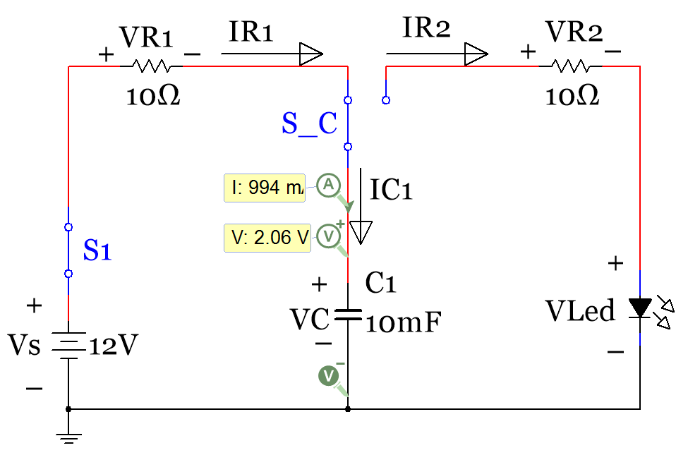 VR1
IR1
IR2
VR2
+ −
+ −
10Ω
10Ω
S_C
I: 994 m
A
IC1
V: 2.06 V
V
+
S1
+
C1
+
+
VC
10mF
VLed
Vs
12V
−
−
−
V
−